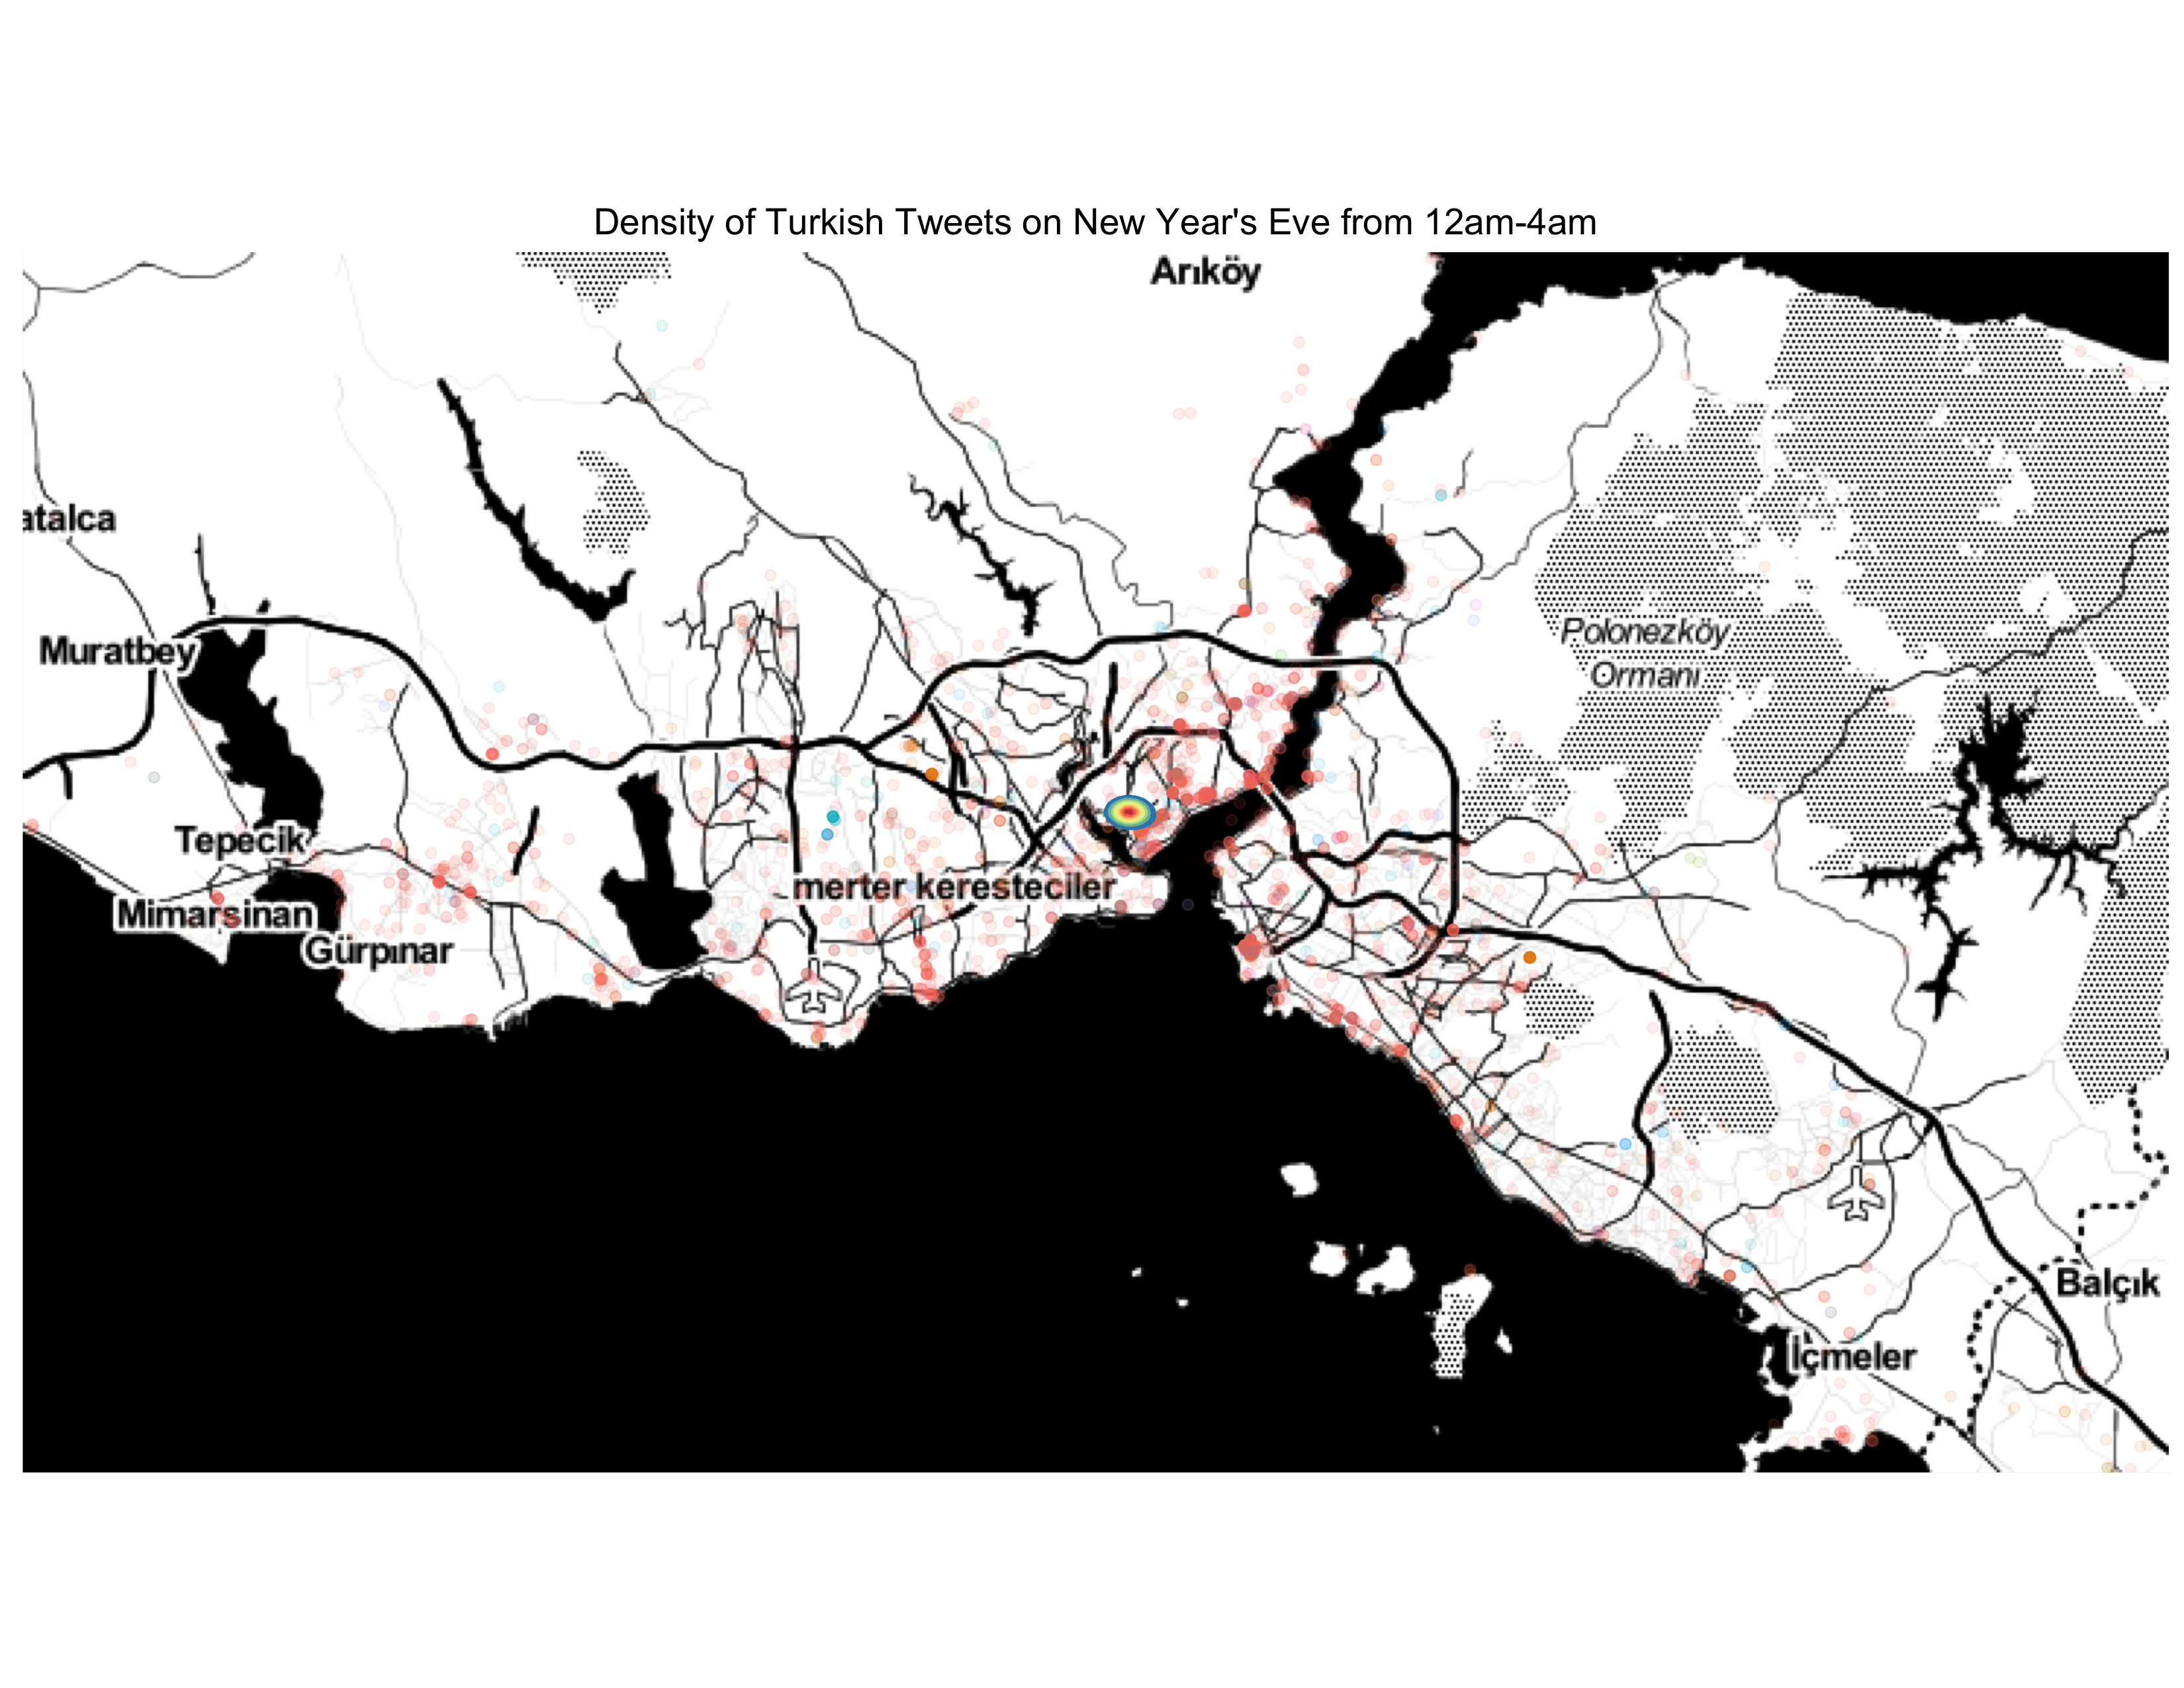 Density of Turkish Tweets on New Year's Eve from 12am-4am
Arıköy
atalca
Polonezköy
Ormanı
Muratbey
Tepecik
merter keresteciler
Mimarsinan
Gürpınar
Balçık
İçmeler